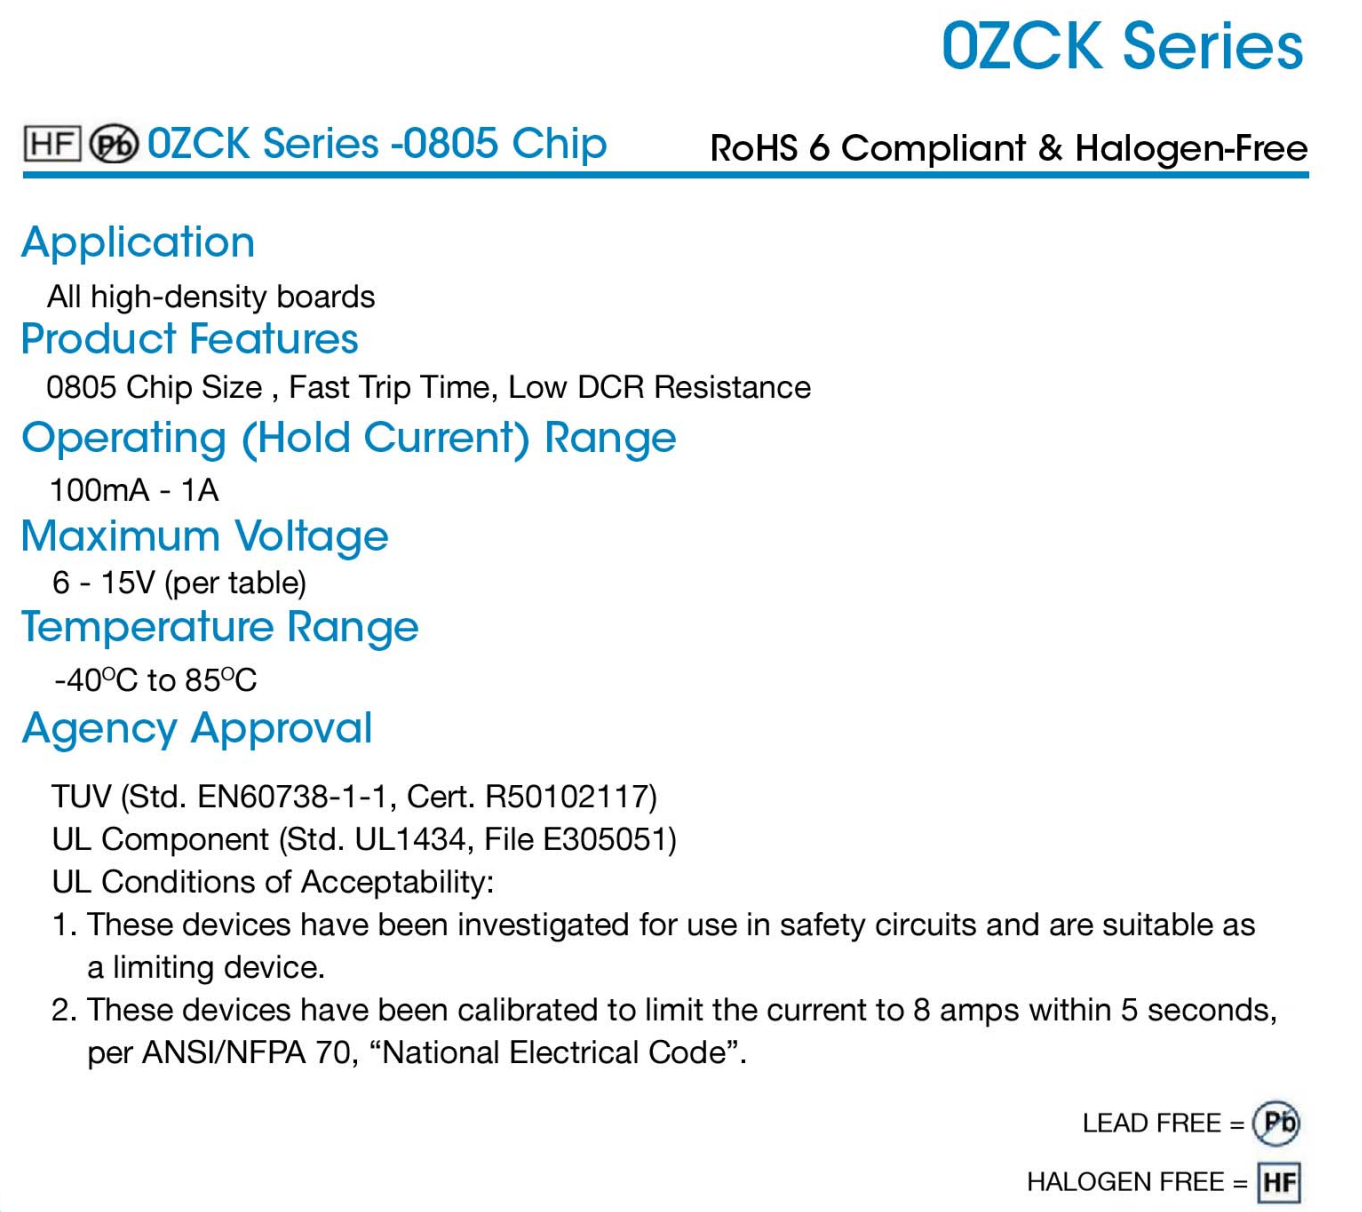 0ZCK Series
HF Pb 0ZCK Series -0805 Chip RoHS 6 Compliant & Halogen-Free
Application
All high-density boards
Product Features
0805 Chip Size , Fast Trip Time, Low DCR Resistance
Operating (Hold Current) Range
100mA - 1A
Maximum Voltage
6 - 15V (per table)
Temperature Range
-40ºC to 85ºC
Agency Approval
TUV (Std. EN60738-1-1, Cert. R50102117)
UL Component (Std. UL1434, File E305051)
UL Conditions of Acceptability:
1. These devices have been investigated for use in safety circuits and are suitable as
a limiting device.
2. These devices have been calibrated to limit the current to 8 amps within 5 seconds,
per ANSI/NFPA 70, “National Electrical Code”.
LEAD FREE = Pb
HALOGEN FREE = HF